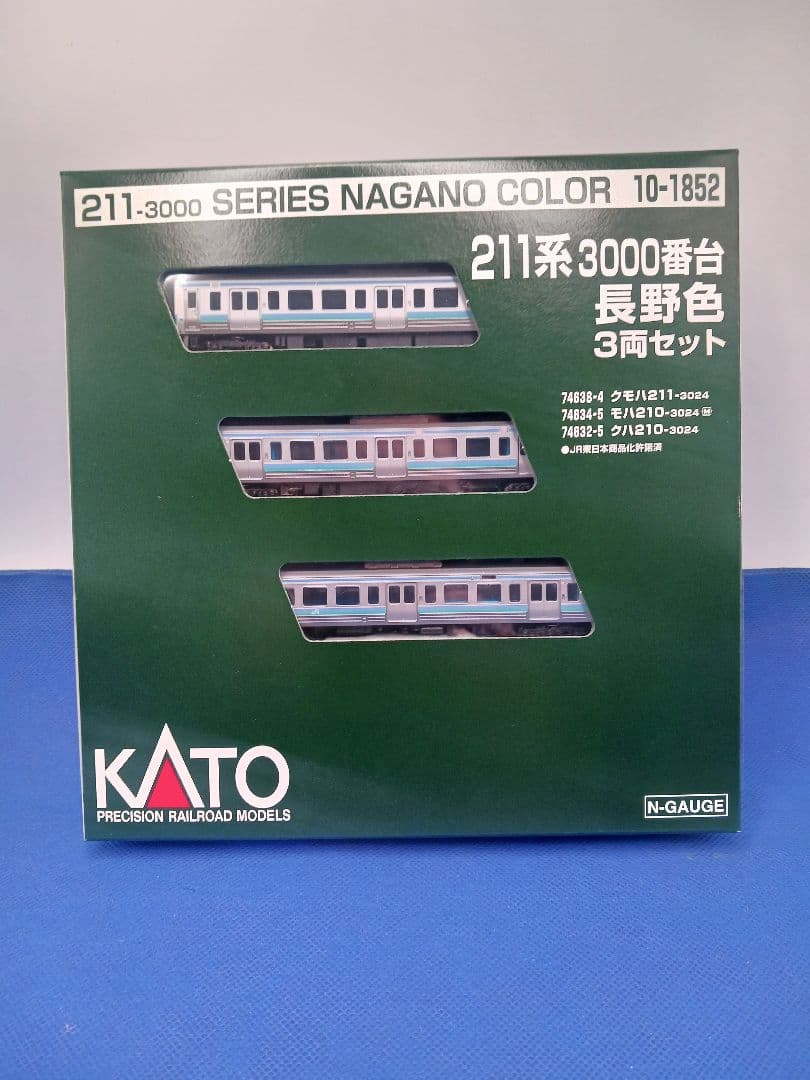 211-3000 SERIES NAGANO COLOR 10-1852
211系 3000番台
長野色
3両セット
74638-4 クモハ211-3024
74634-5 モハ210-3024 Ⓜ
74632-5 クハ210-3024
●JR東日本商品化許諾済
KATO
PRECISION RAILROAD MODELS
N-GAUGE